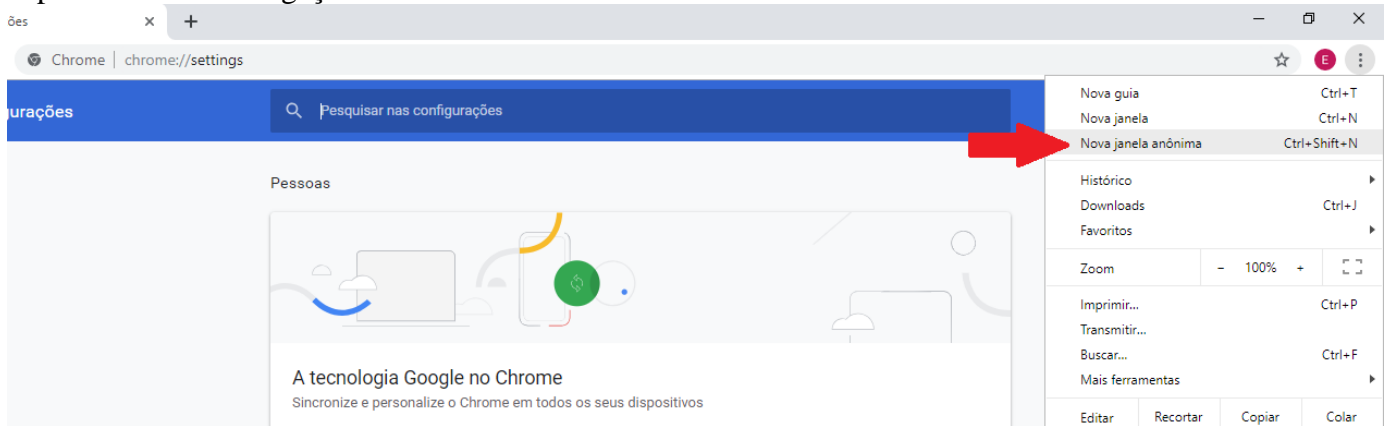 ões × +
Chrome | chrome://settings E
gurações Pesquisar nas configurações
Nova guia Ctrl+T
Nova janela Ctrl+N
Nova janela anônima Ctrl+Shift+N
Histórico
Downloads Ctrl+J
Favoritos
Zoom - 100% +
Imprimir... Ctrl+P
Transmitir...
Buscar... Ctrl+F
Mais ferramentas
Editar Recortar Copiar Colar
Pessoas
A tecnologia Google no Chrome
Sincronize e personalize o Chrome em todos os seus dispositivos